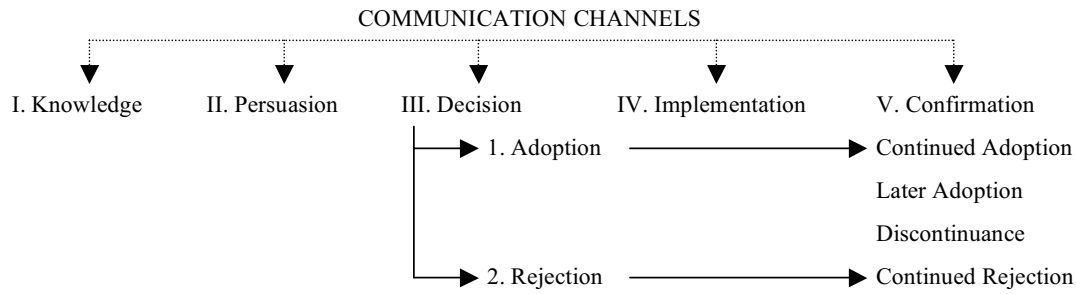 COMMUNICATION CHANNELS
I. Knowledge II. Persuasion III. Decision IV. Implementation V. Confirmation
1. Adoption Continued Adoption
Later Adoption
Discontinuance
2. Rejection Continued Rejection